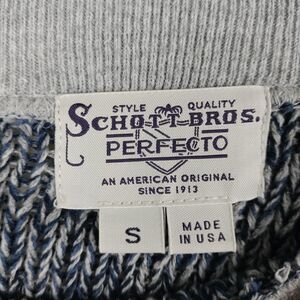 STYLE QUALITY
SCHOTT BROS.
PERFECTO
AN AMERICAN ORIGINAL
SINCE 1913
S
MADE
IN USA